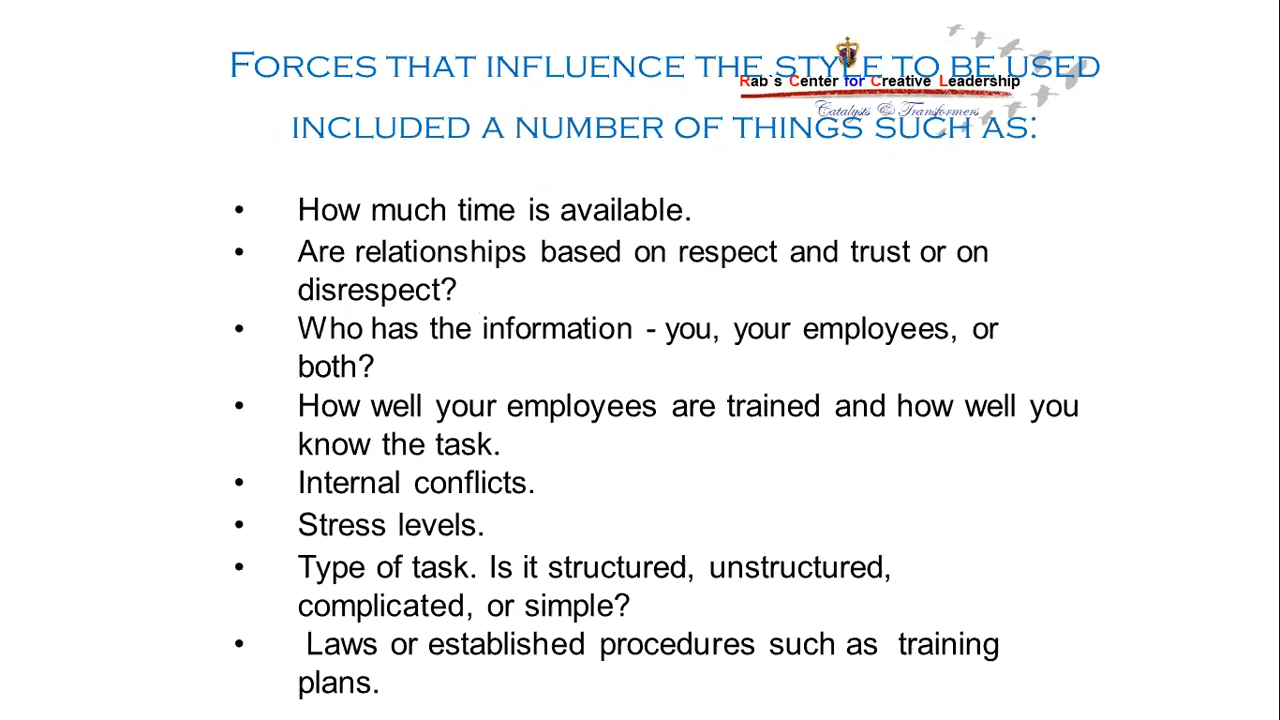 Forces that influence the style to be used
Rab`s Center for Creative Leadership
Catalysts & Transformers
included a number of things such as:
• How much time is available.
• Are relationships based on respect and trust or on
disrespect?
• Who has the information - you, your employees, or
both?
• How well your employees are trained and how well you
know the task.
• Internal conflicts.
• Stress levels.
• Type of task. Is it structured, unstructured,
complicated, or simple?
• Laws or established procedures such as training
plans.